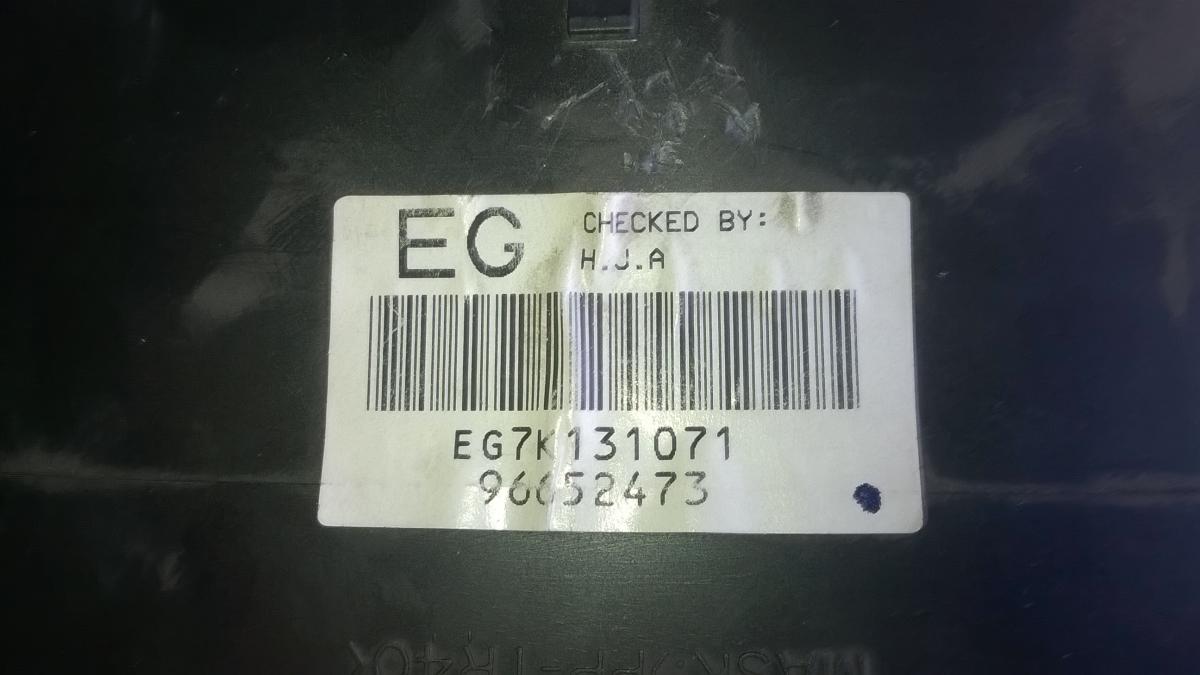 EG
CHECKED BY:
H.J.A
EG7K131071
96652473